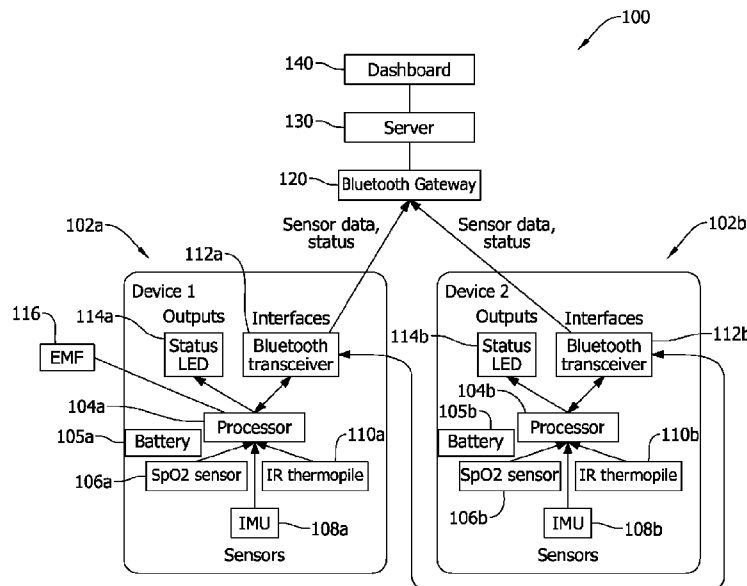 100
140
Dashboard
130
Server
120
Bluetooth Gateway
102a
Sensor data,
status
Sensor data,
status
102b
112a
Device 1
Outputs
Interfaces
116
114a
EMF
Status
LED
Bluetooth
transceiver
104a
Processor
105a
Battery
110a
106a
SpO2 sensor
IR thermopile
IMU
108a
Sensors
Device 2
Outputs
Interfaces
114b
Status
LED
Bluetooth
transceiver
112b
104b
105b
Processor
Battery
110b
SpO2 sensor
IR thermopile
106b
IMU
108b
Sensors